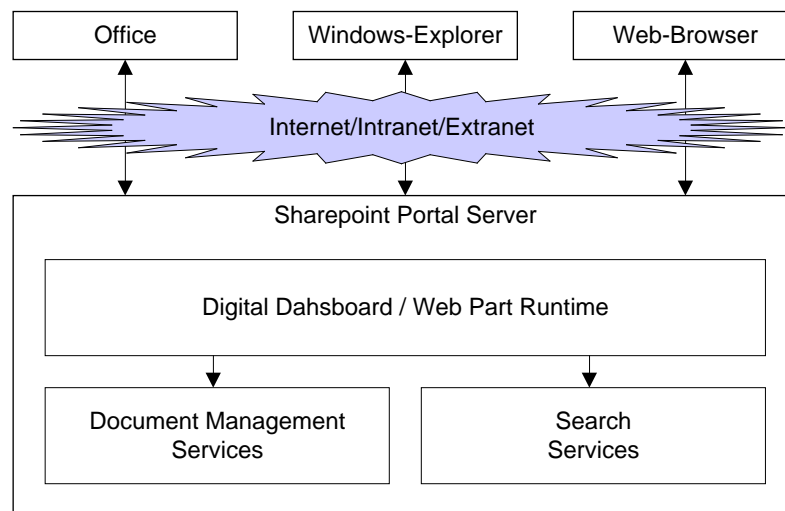 Office
Windows-Explorer
Web-Browser
Internet/Intranet/Extranet
Sharepoint Portal Server
Digital Dahsboard / Web Part Runtime
Document Management
Services
Search
Services